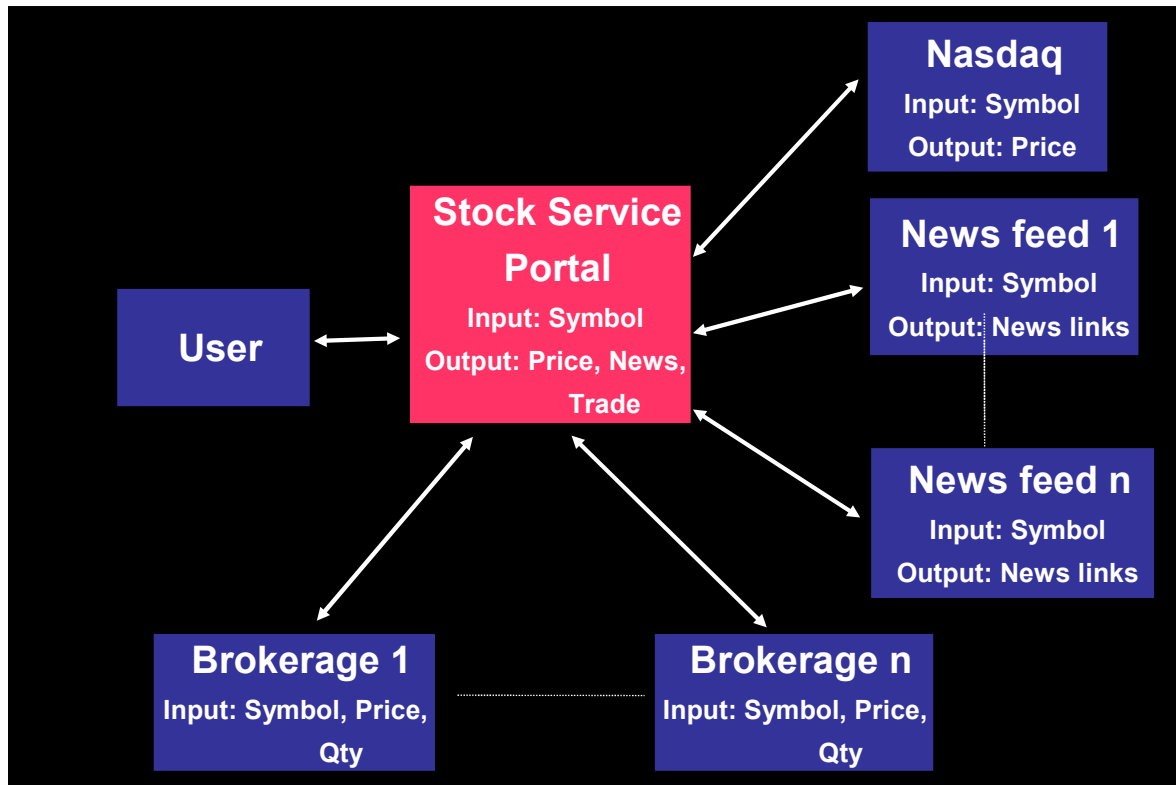 Nasdaq
Input: Symbol
Output: Price
Stock Service
Portal
Input: Symbol
Output: Price, News,
Trade
News feed 1
Input: Symbol
Output: News links
User
News feed n
Input: Symbol
Output: News links
Brokerage 1
Input: Symbol, Price,
Qty
Brokerage n
Input: Symbol, Price,
Qty